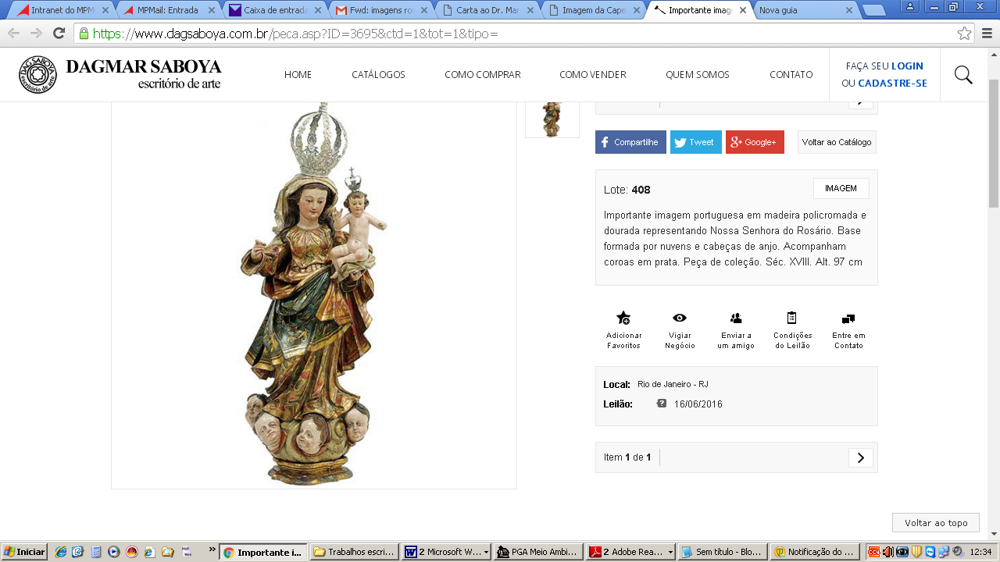 Intranet do MPM
MPMail: Entrada
Caixa de entrada
Fwd: imagens ro
Carta ao Dr. Mar
Imagem da Cape
Importante imag
Nova guia
https://www.dagsaboya.com.br/peca.asp?ID=3695&ctd=1&tot=1&tipo=
DAGMAR SABOYA
escritório de arte
HOME
CATÁLOGOS
COMO COMPRAR
COMO VENDER
QUEM SOMOS
CONTATO
FAÇA SEU LOGIN
OU CADASTRE-SE
Compartilhe
Tweet
Google+
Voltar ao Catálogo
Lote: 408
IMAGEM
Importante imagem portuguesa em madeira policromada e
dourada representando Nossa Senhora do Rosário. Base
formada por nuvens e cabeças de anjo. Acompanham
coroas em prata. Peça de coleção. Séc. XVIII. Alt. 97 cm
Adicionar
Favoritos
Vigiar
Negócio
Enviar a
um amigo
Condições
do Leilão
Entre em
Contato
Local: Rio de Janeiro - RJ
Leilão: 16/06/2016
Item 1 de 1
Voltar ao topo
Iniciar
Importante i...
Trabalhos escri...
2 Microsoft W...
PGA Meio Ambi...
2 Adobe Rea...
Sem título - Blo...
Notificação do ...
12:34